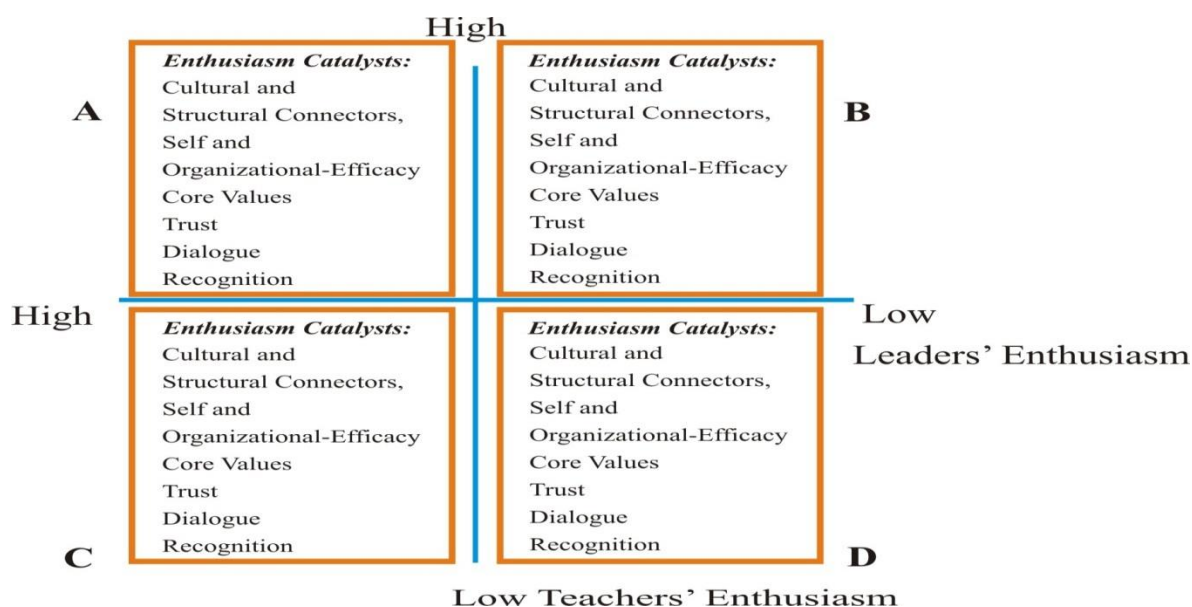 High
A
Enthusiasm Catalysts:
Cultural and
Structural Connectors,
Self and
Organizational-Efficacy
Core Values
Trust
Dialogue
Recognition
Enthusiasm Catalysts:
Cultural and
Structural Connectors,
Self and
Organizational-Efficacy
Core Values
Trust
Dialogue
Recognition
B
High
Low
Leaders’ Enthusiasm
C
Enthusiasm Catalysts:
Cultural and
Structural Connectors,
Self and
Organizational-Efficacy
Core Values
Trust
Dialogue
Recognition
Enthusiasm Catalysts:
Cultural and
Structural Connectors,
Self and
Organizational-Efficacy
Core Values
Trust
Dialogue
Recognition
D
Low Teachers’ Enthusiasm